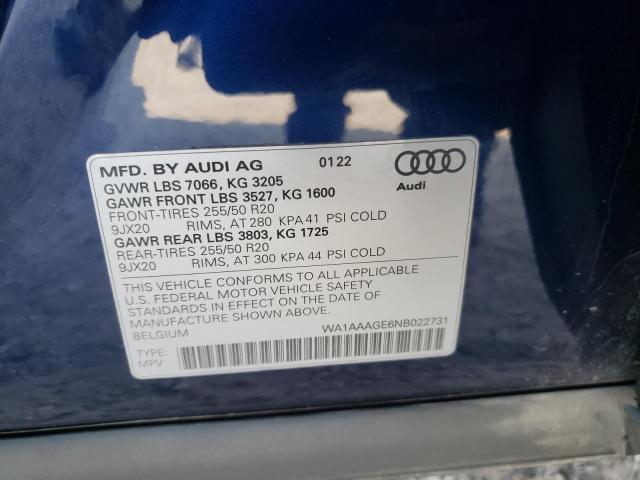 MFD. BY AUDI AG 01 22
GVWR LBS 7066, KG 3205
GAWR FRONT LBS 3527, KG 1600
FRONT-TIRES 255/50 R20
9JX20 RIMS, AT 280 KPA 41 PSI COLD
GAWR REAR LBS 3803, KG 1725
REAR-TIRES 255/50 R20
9JX20 RIMS, AT 300 KPA 44 PSI COLD
Audi
THIS VEHICLE CONFORMS TO ALL APPLICABLE
U.S. FEDERAL MOTOR VEHICLE SAFETY
STANDARDS IN EFFECT ON THE DATE OF
MANUFACTURE SHOWN ABOVE.
BELGIUM
WA1AAAGE6NB022731
TYPE:
MPV